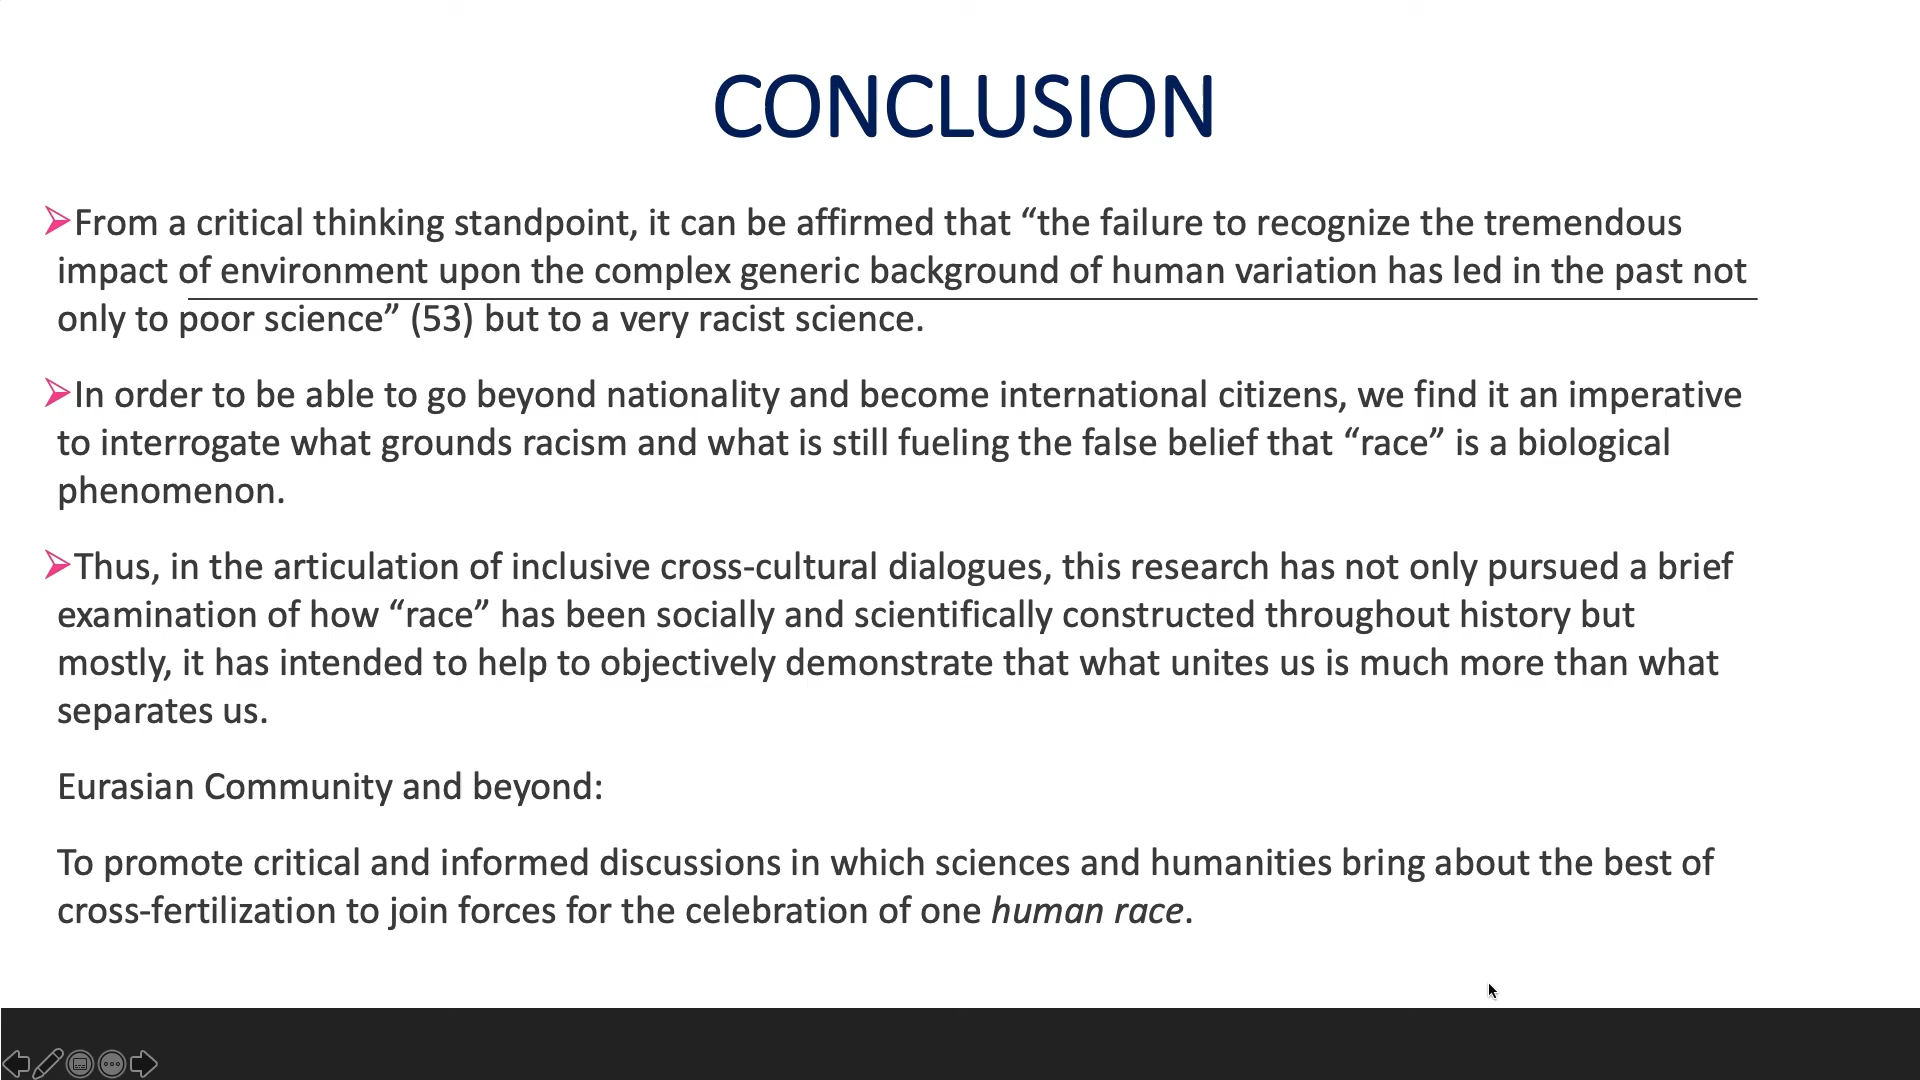 CONCLUSION
From a critical thinking standpoint, it can be affirmed that “the failure to recognize the tremendous
impact of environment upon the complex generic background of human variation has led in the past not
only to poor science” (53) but to a very racist science.
In order to be able to go beyond nationality and become international citizens, we find it an imperative
to interrogate what grounds racism and what is still fueling the false belief that “race” is a biological
phenomenon.
Thus, in the articulation of inclusive cross-cultural dialogues, this research has not only pursued a brief
examination of how “race” has been socially and scientifically constructed throughout history but
mostly, it has intended to help to objectively demonstrate that what unites us is much more than what
separates us.
Eurasian Community and beyond:
To promote critical and informed discussions in which sciences and humanities bring about the best of
cross-fertilization to join forces for the celebration of one human race.